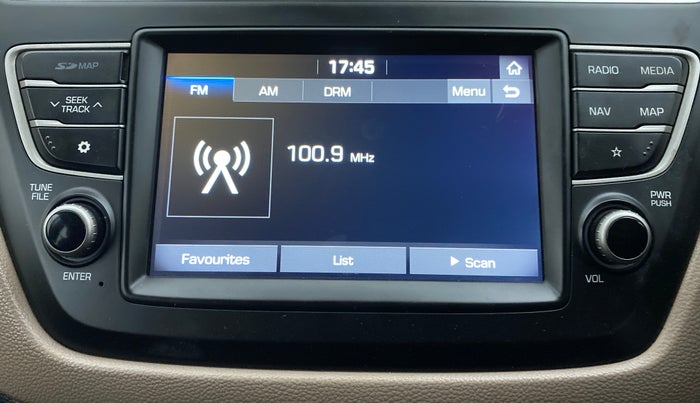 17:45
SD MAP
RADIO MEDIA
FM AM DRM Menu
SEEK
TRACK
NAV MAP
100.9 MHz
TUNE
FILE
PWR
PUSH
Favourites List Scan
ENTER
VOL